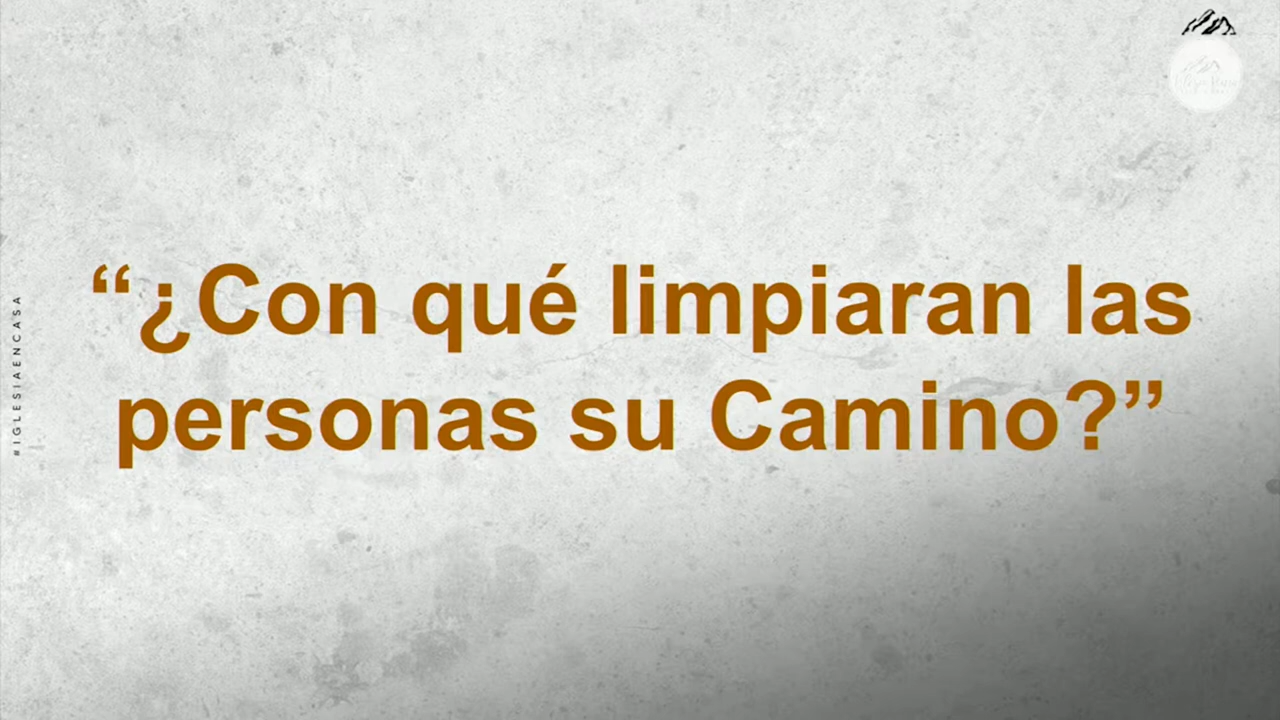 “¿Con qué limpiaran las
personas su Camino?”
#IGLESIAENCASA